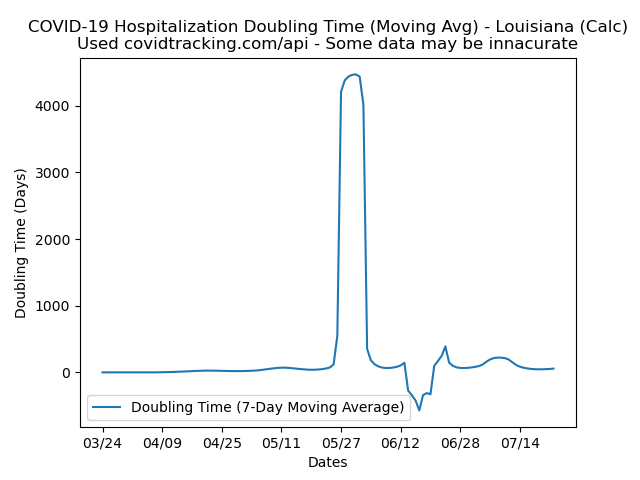 COVID-19 Hospitalization Doubling Time (Moving Avg) - Louisiana (Calc)
Used covidtracking.com/api - Some data may be innacurate
Doubling Time (Days)
4000
3000
2000
1000
0
Doubling Time (7-Day Moving Average)
03/24 04/09 04/25 05/11 05/27 06/12 06/28 07/14
Dates